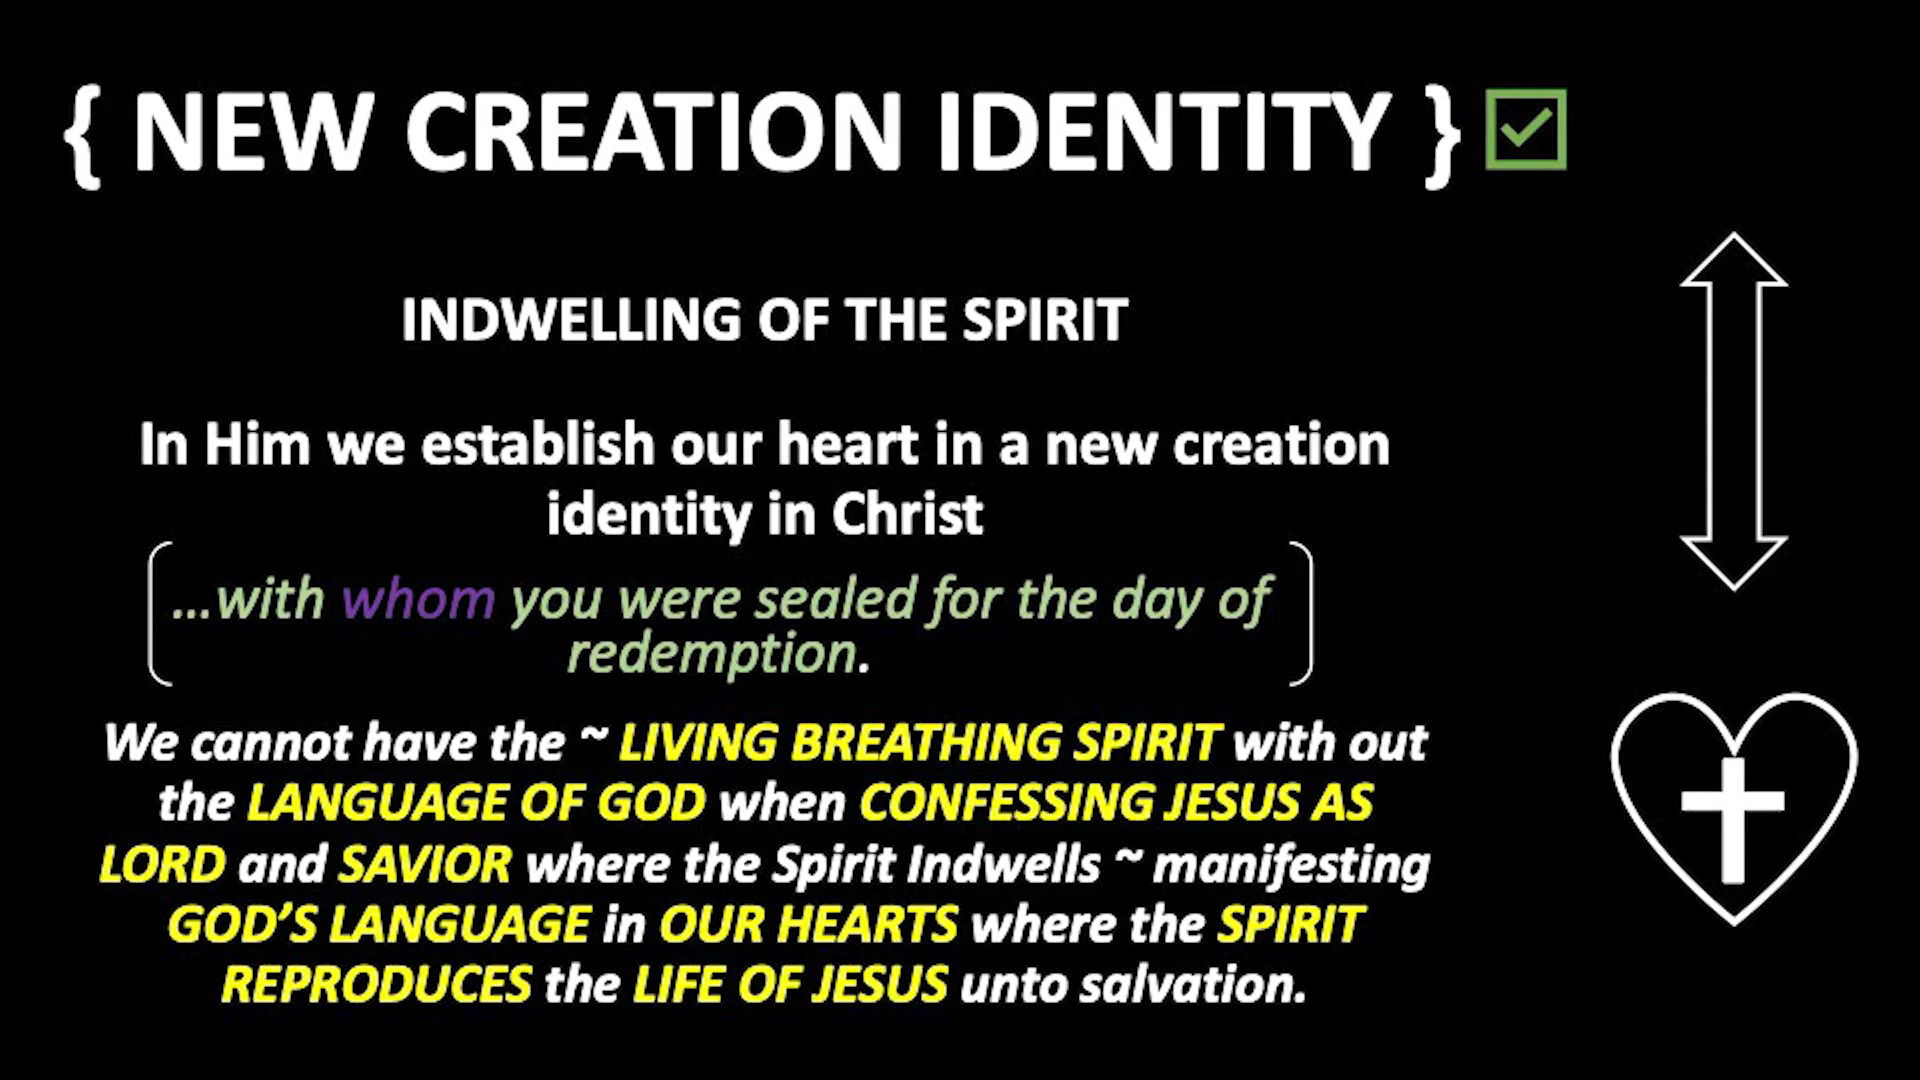 { NEW CREATION IDENTITY }
INDWELLING OF THE SPIRIT
In Him we establish our heart in a new creation
identity in Christ
...with whom you were sealed for the day of
redemption.
We cannot have the ~ LIVING BREATHING SPIRIT with out
the LANGUAGE OF GOD when CONFESSING JESUS AS
LORD and SAVIOR where the Spirit Indwells ~ manifesting
GOD’S LANGUAGE in OUR HEARTS where the SPIRIT
REPRODUCES the LIFE OF JESUS unto salvation.